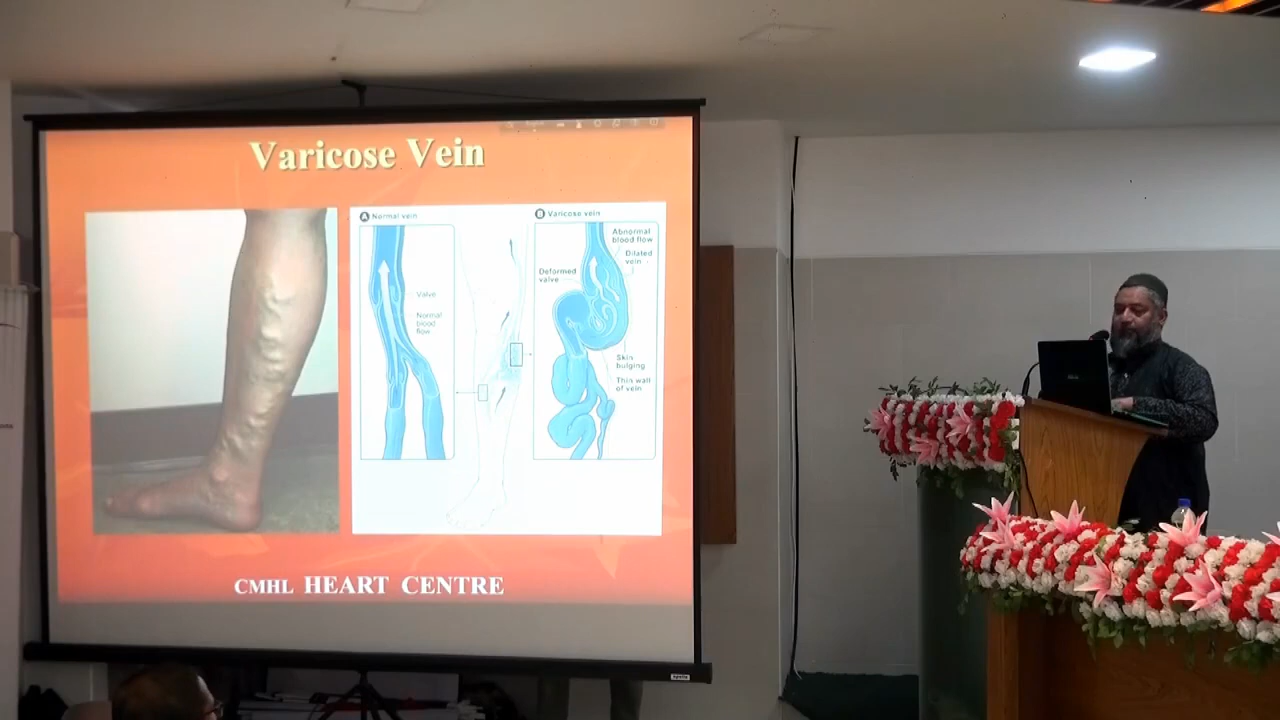 Varicose Vein
A Normal vein
Valve
Normal
blood
flow
B Varicose vein
Abnormal
blood flow
Dilated
vein
Deformed
valve
Skin
bulging
Thin wall
of vein
CMHL HEART CENTRE